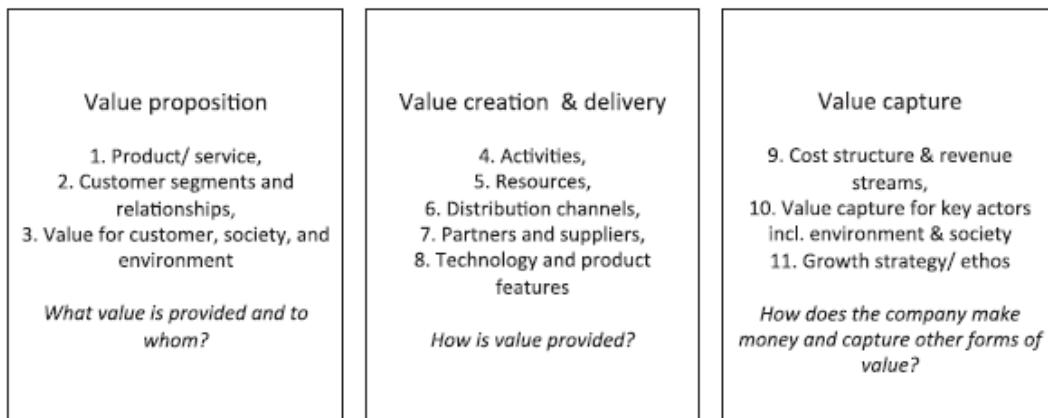 Value proposition
1. Product/ service,
2. Customer segments and
relationships,
3. Value for customer, society, and
environment
What value is provided and to
whom?
Value creation & delivery
4. Activities,
5. Resources,
6. Distribution channels,
7. Partners and suppliers,
8. Technology and product
features
How is value provided?
Value capture
9. Cost structure & revenue
streams,
10. Value capture for key actors
incl. environment & society
11. Growth strategy/ ethos
How does the company make
money and capture other forms of
value?